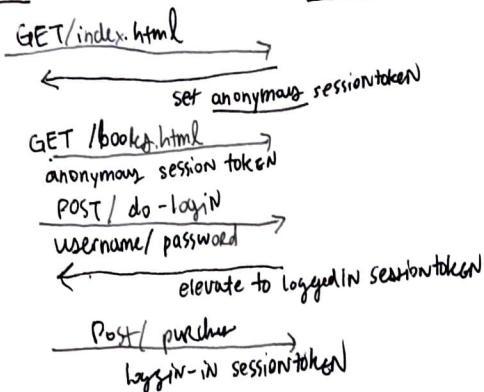 GET/index.html
set anonymous sessiontoken
GET /books.html
anonymous session token
POST/ do-login
username/ password
elevate to loggedin sessiontoken
Post/
loggin-in sessiontoken